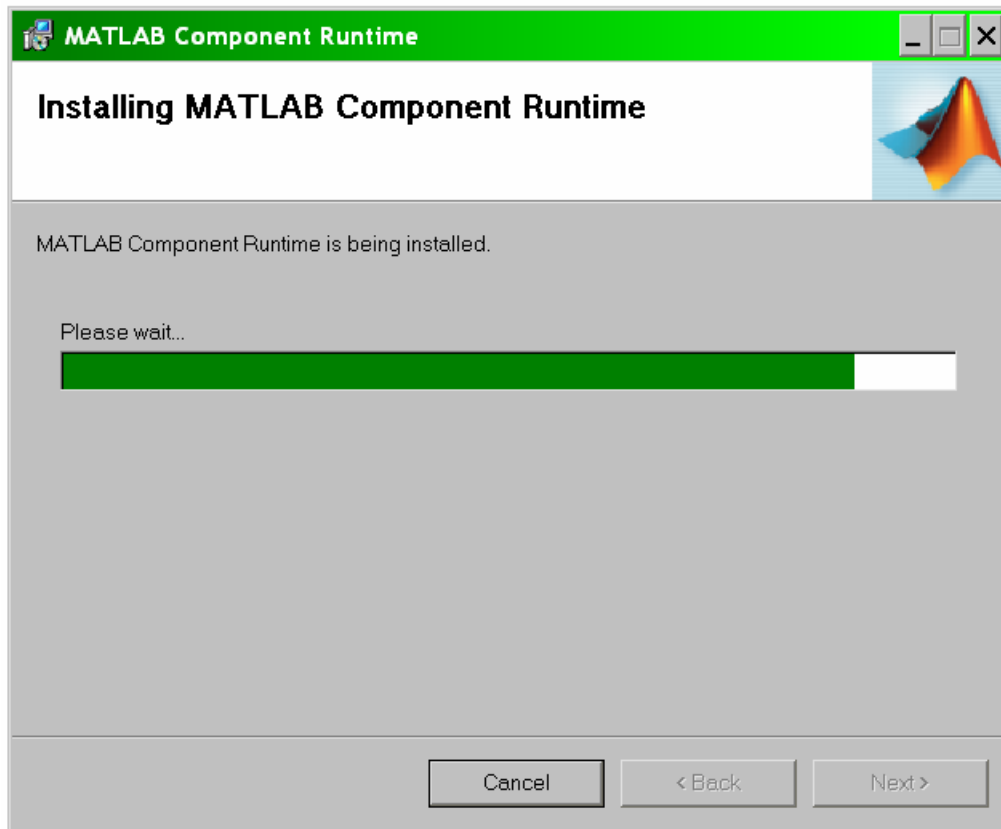 MATLAB Component Runtime
Installing MATLAB Component Runtime
MATLAB Component Runtime is being installed.
Please wait...
Cancel
< Back
Next >